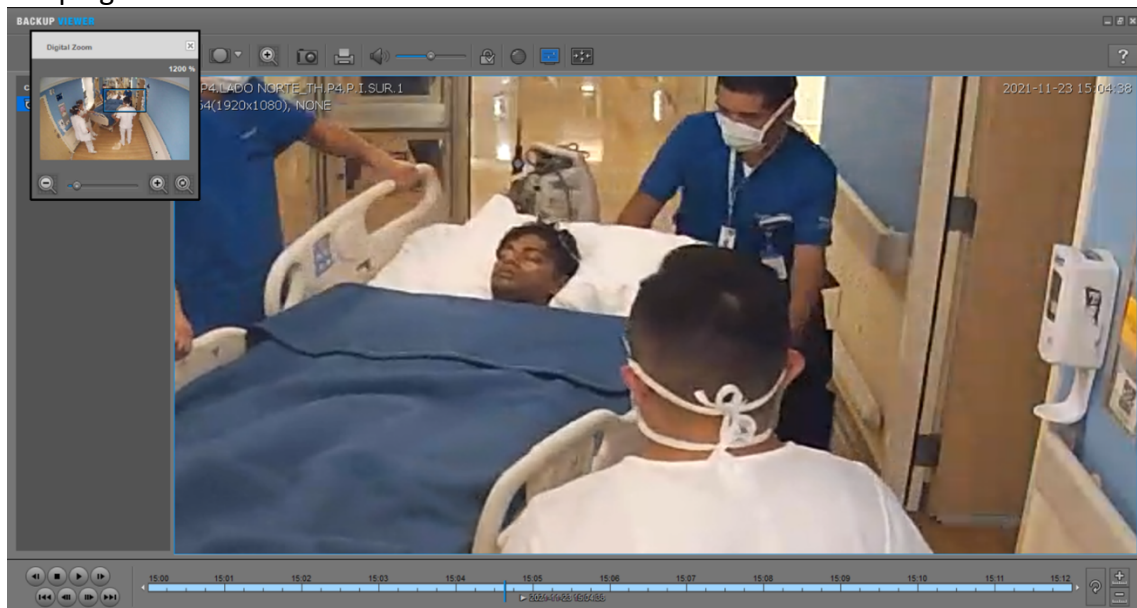 BACKUP VIEWER
Digital Zoom
1200 %
P4.LADO NORTE_TH.P4.P.I.SUR.1
64(1920x1080), NONE
2021-11-23 15:04:38
?
15:00 15:01 15:02 15:03 15:04 15:05 15:06 15:07 15:08 15:09 15:10 15:11 15:12